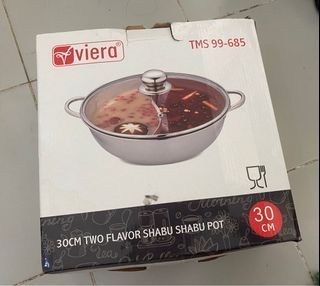 viera®
TMS 99-685
30
CM
30CM TWO FLAVOR SHABU SHABU POT